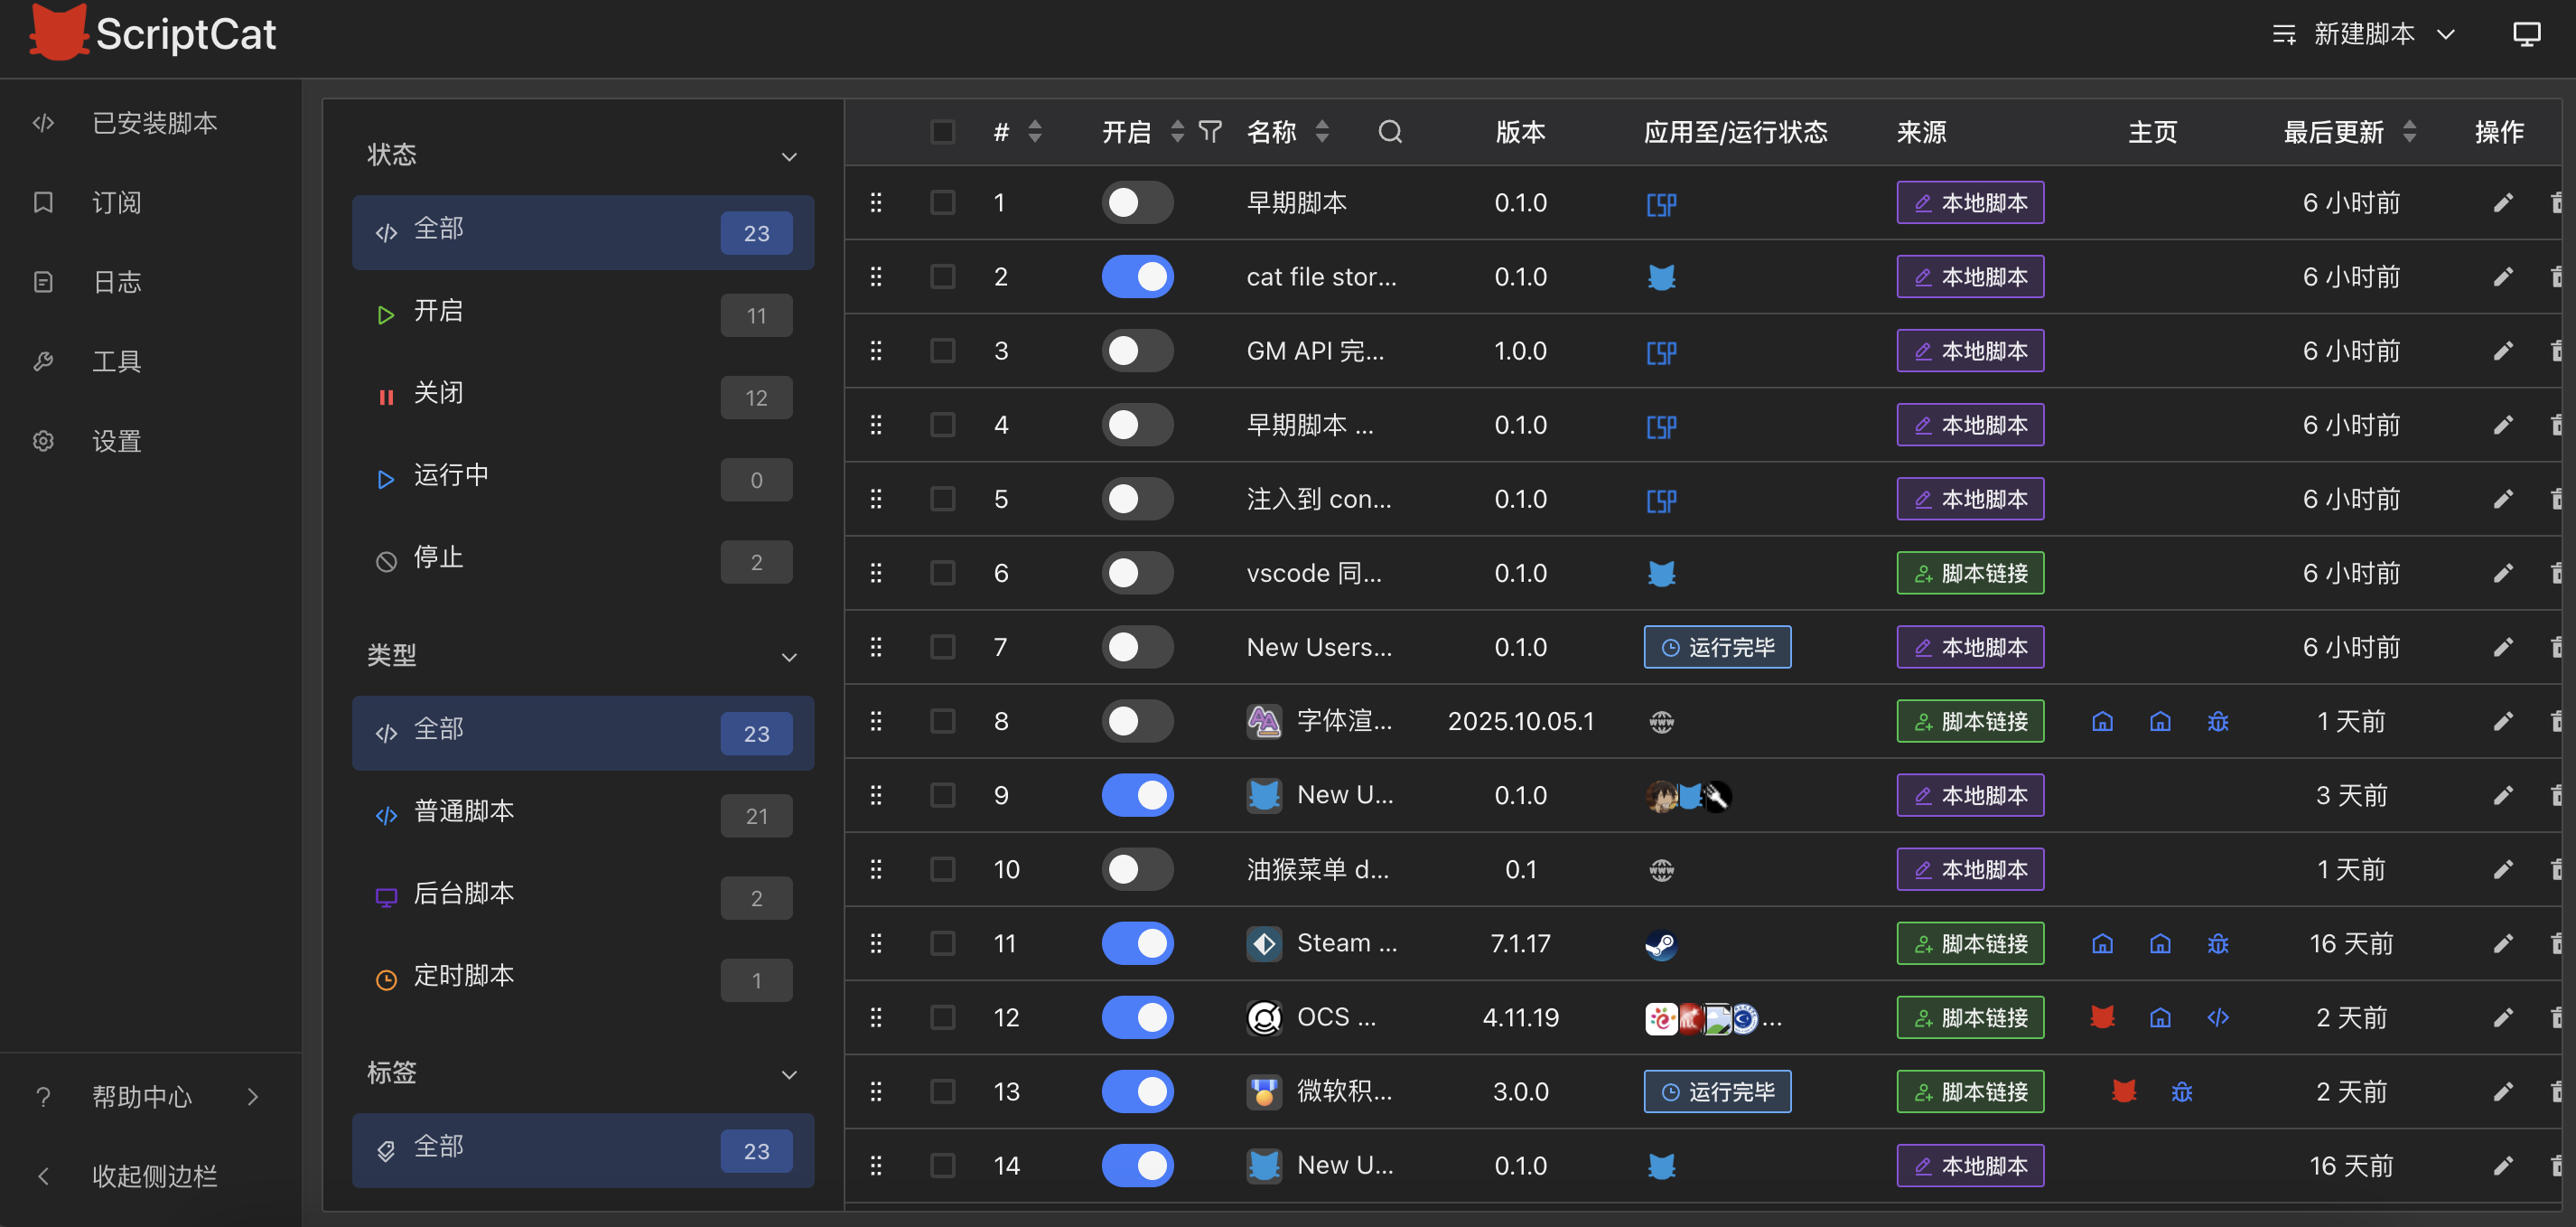 ScriptCat
新建脚本
已安装脚本
订阅
日志
工具
设置
帮助中心
收起侧边栏
状态
全部 23
开启 11
关闭 12
运行中 0
停止 2
类型
全部 23
普通脚本 21
后台脚本 2
定时脚本 1
标签
全部 23
# 开启 名称 版本 应用至/运行状态 来源 主页 最后更新 操作
1 早期脚本 0.1.0 CSP 本地脚本 6 小时前
2 cat file stor... 0.1.0 本地脚本 6 小时前
3 GM API 完... 1.0.0 CSP 本地脚本 6 小时前
4 早期脚本 ... 0.1.0 CSP 本地脚本 6 小时前
5 注入到 con... 0.1.0 CSP 本地脚本 6 小时前
6 vscode 同... 0.1.0 脚本链接 6 小时前
7 New Users... 0.1.0 运行完毕 本地脚本 6 小时前
8 字体渲... 2025.10.05.1 www 脚本链接 1 天前
9 New U... 0.1.0 本地脚本 3 天前
10 油猴菜单 d... 0.1 www 本地脚本 1 天前
11 Steam ... 7.1.17 脚本链接 16 天前
12 OCS ... 4.11.19 ... 脚本链接 2 天前
13 微软积... 3.0.0 运行完毕 脚本链接 2 天前
14 New U... 0.1.0 本地脚本 16 天前